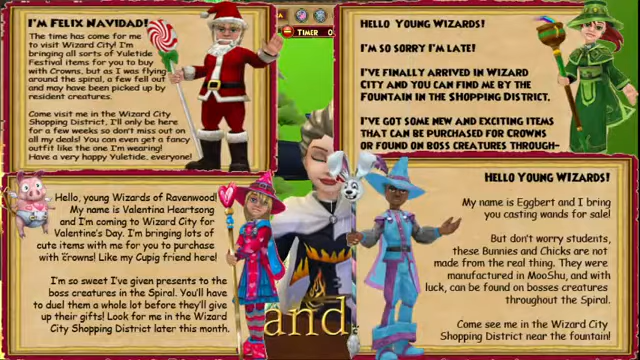 I'm Felix Navidad!
The time has come for me
to visit Wizard City! I'm
bringing all sorts of Yuletide
Festival items for you to buy
with Crowns, but as I was flying
around the spiral, a few fell out
and may have been picked up by
resident creatures.
Come visit me in the Wizard City
Shopping District, I'll only be here
for a few weeks so don't miss out on
all my deals! You can even get a fancy
outfit like the one I'm wearing!
Have a very happy Yuletide, everyone!
Timer 0
Hello Young Wizards!
I'm so sorry I'm late!
I've finally arrived in Wizard
City and you can find me by the
Fountain in the Shopping District.
I've got some new and exciting items
that can be purchased for Crowns
or found on boss creatures through-
Hello, young Wizards of Ravenwood!
My name is Valentina Heartsong
and I'm coming to Wizard City for
Valentine's Day. I'm bringing lots of
cute items with me for you to purchase
with Crowns! Like my Cupig friend here!
I'm so sweet I've given presents to the
boss creatures in the Spiral. You'll have
to duel them a whole lot before they'll give
up their gifts! Look for me in the Wizard
City Shopping District later this month.
and
Hello Young Wizards!
My name is Eggbert and I bring
you casting wands for sale!
But don't worry students,
these Bunnies and Chicks are not
made from the real thing. They were
manufactured in MooShu, and with
luck, can be found on bosses creatures
throughout the Spiral.
Come see me in the Wizard City
Shopping District near the fountain!